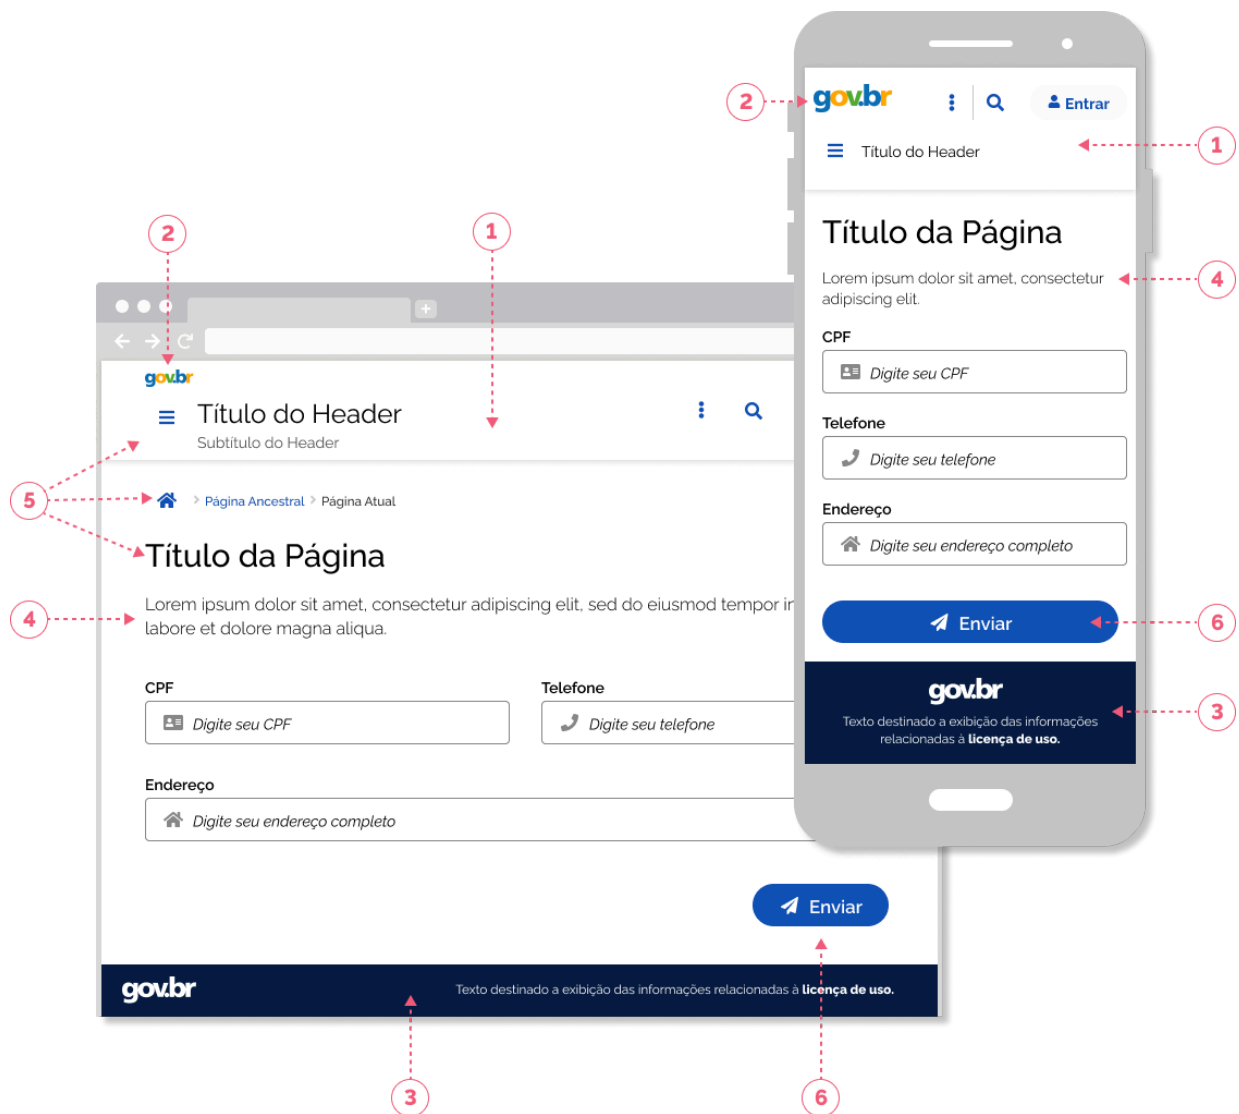 2
gov.br
Entrar
1
Título do Header
Título da Página
Lorem ipsum dolor sit amet, consectetur
adipiscing elit.
4
CPF
Digite seu CPF
Telefone
Digite seu telefone
Endereço
Digite seu endereço completo
Enviar
6
gov.br
Texto destinado a exibição das informações
relacionadas à licença de uso.
3
2
1
gov.br
Título do Header
Subtítulo do Header
5
Página Ancestral
Página Atual
Título da Página
4
Lorem ipsum dolor sit amet, consectetur adipiscing elit, sed do eiusmod tempor
labore et dolore magna aliqua.
CPF
Telefone
Digite seu CPF
Digite seu telefone
Endereço
Digite seu endereço completo
Enviar
gov.br
Texto destinado a exibição das informações relacionadas à licença de uso.
3
6